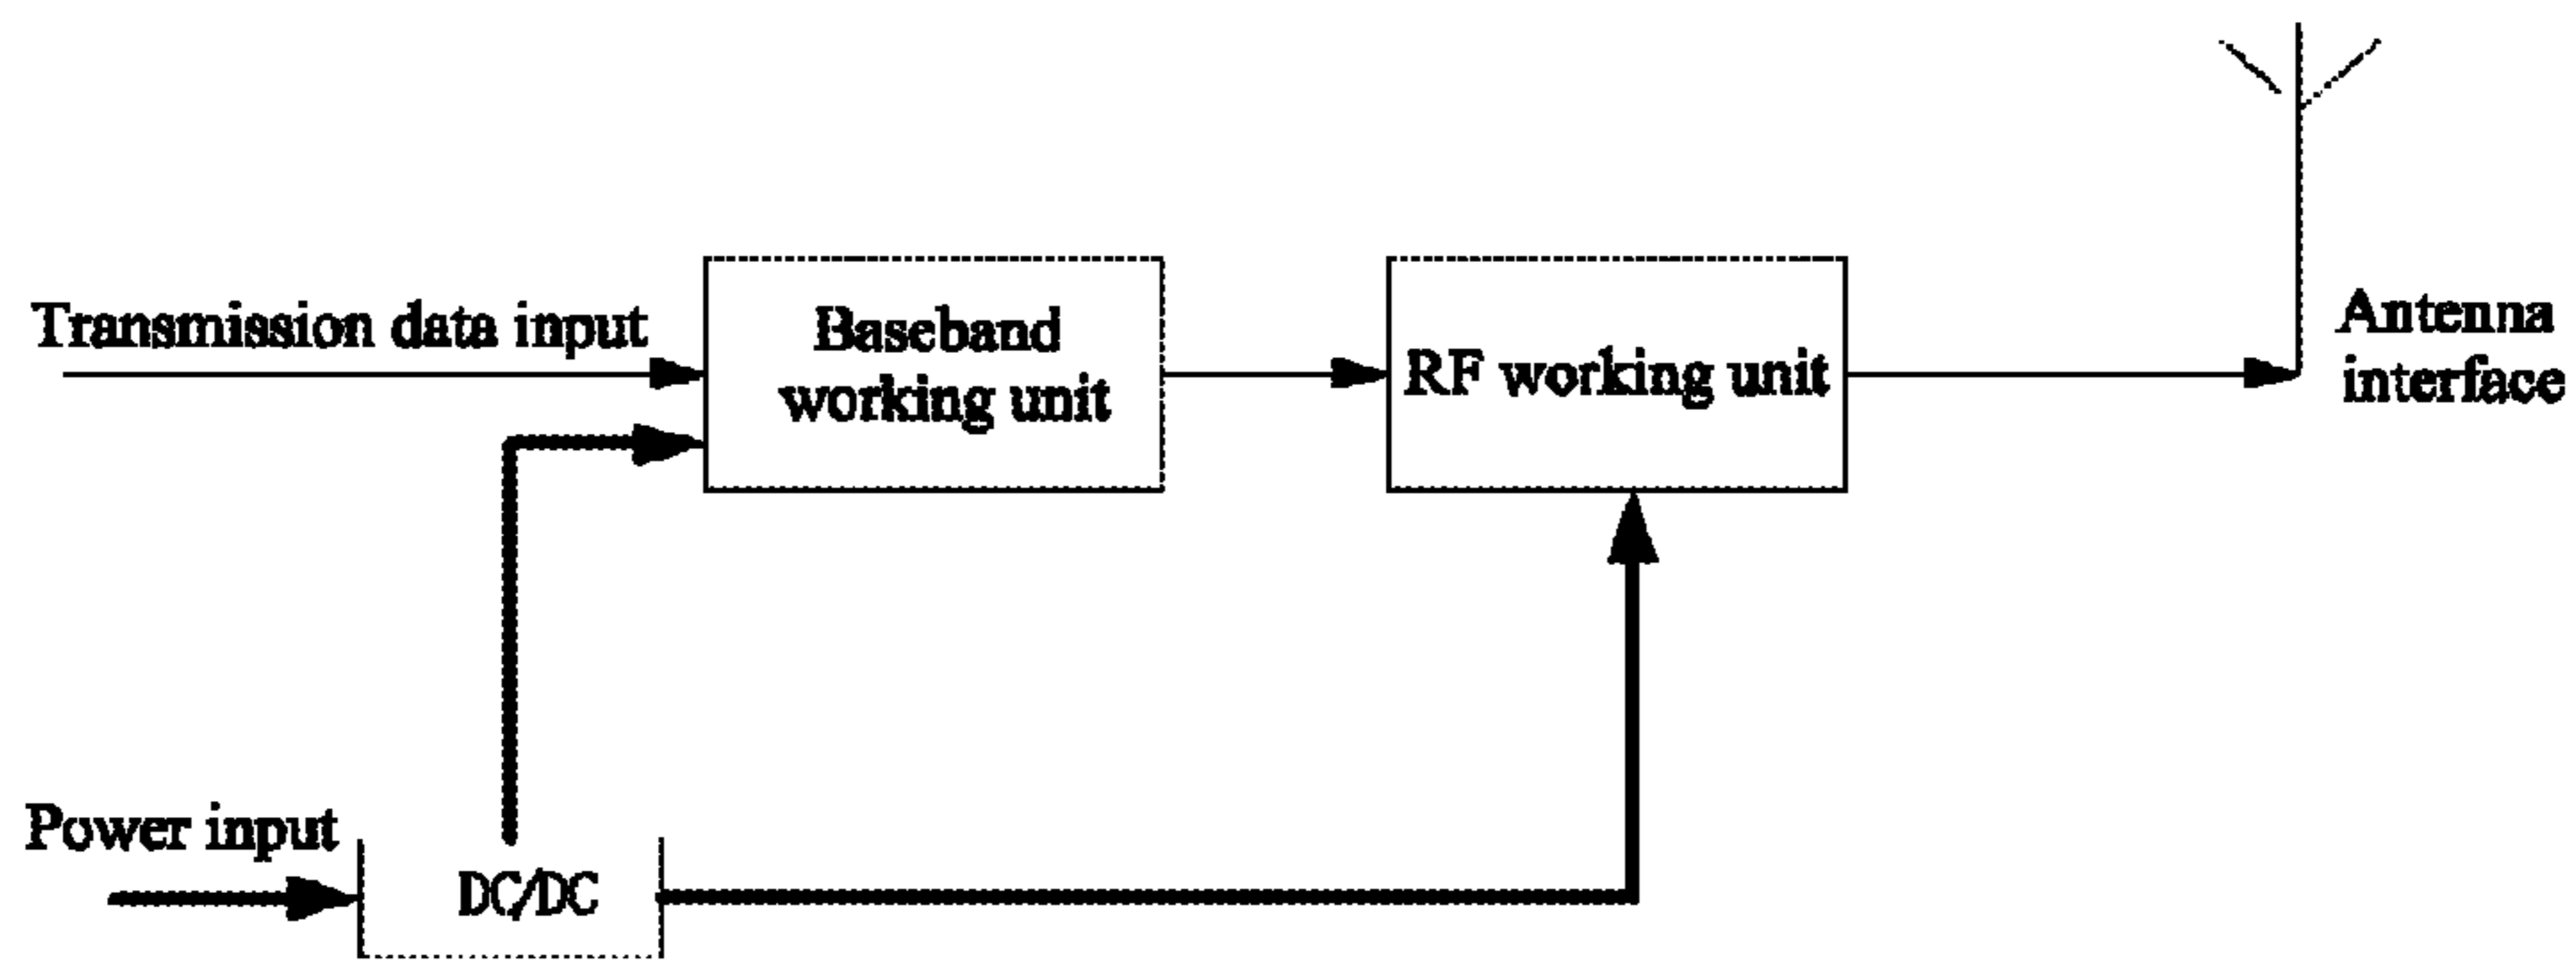 Transmission data input
Baseband
working unit
RF working unit
Antenna
interface
Power input
DC/DC